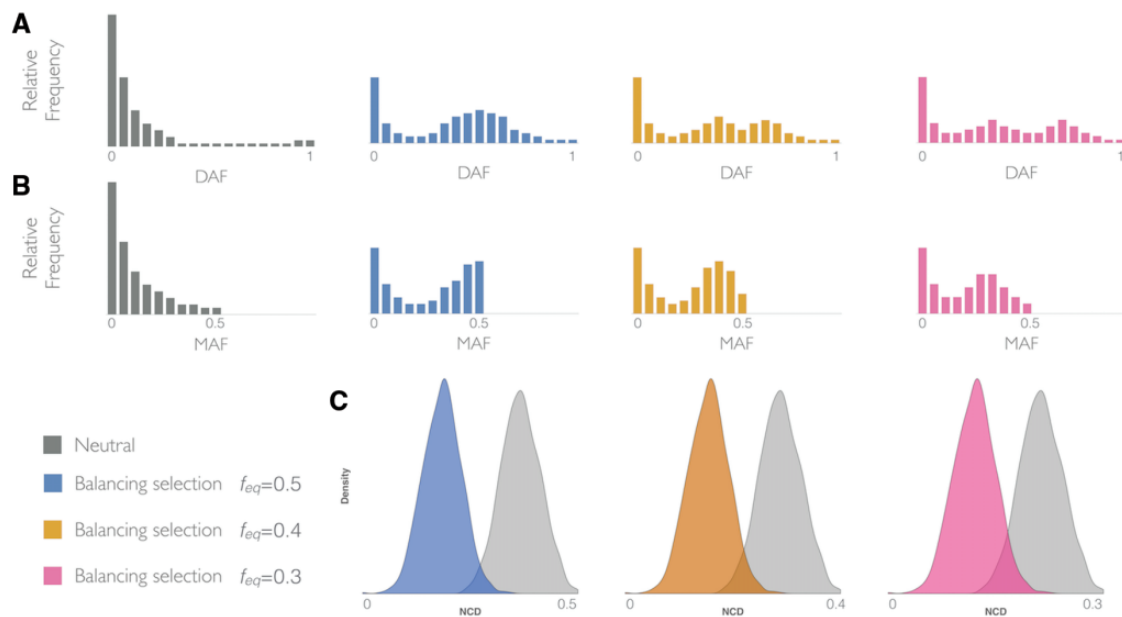 A
Relative
Frequency
0 1
DAF
0 1
DAF
0 1
DAF
0 1
DAF
B
Relative
Frequency
0 0.5
MAF
0 0.5
MAF
0 0.5
MAF
0 0.5
MAF
Neutral
Balancing selection feq=0.5
Balancing selection feq=0.4
Balancing selection feq=0.3
C
Density
0 0.5
NCD
0 0.4
NCD
0 0.3
NCD